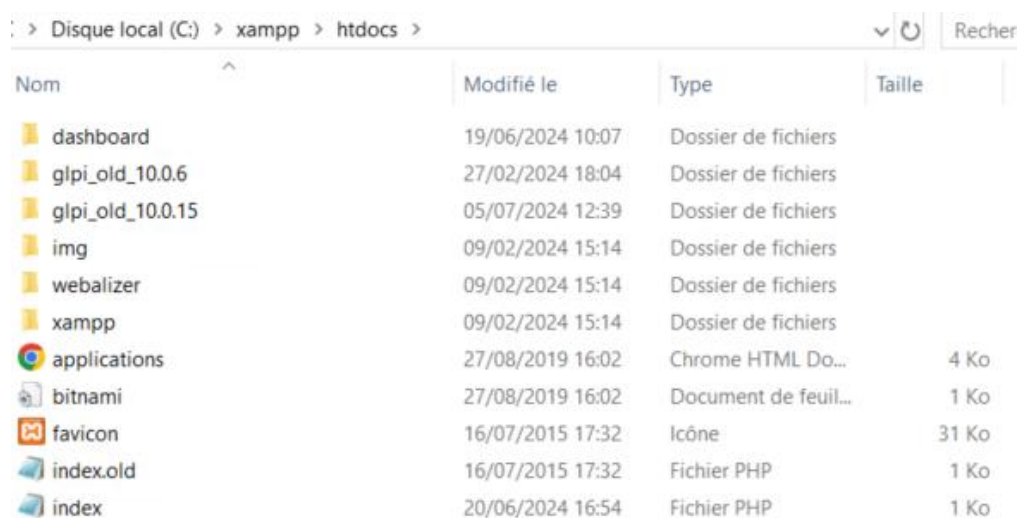 > Disque local (C:) > xampp > htdocs > Recher
Nom Modifié le Type Taille
dashboard 19/06/2024 10:07 Dossier de fichiers
glpi_old_10.0.6 27/02/2024 18:04 Dossier de fichiers
glpi_old_10.0.15 05/07/2024 12:39 Dossier de fichiers
img 09/02/2024 15:14 Dossier de fichiers
webalizer 09/02/2024 15:14 Dossier de fichiers
xampp 09/02/2024 15:14 Dossier de fichiers
applications 27/08/2019 16:02 Chrome HTML Do... 4 Ko
bitnami 27/08/2019 16:02 Document de feuil... 1 Ko
favicon 16/07/2015 17:32 Icône 31 Ko
index.old 16/07/2015 17:32 Fichier PHP 1 Ko
index 20/06/2024 16:54 Fichier PHP 1 Ko